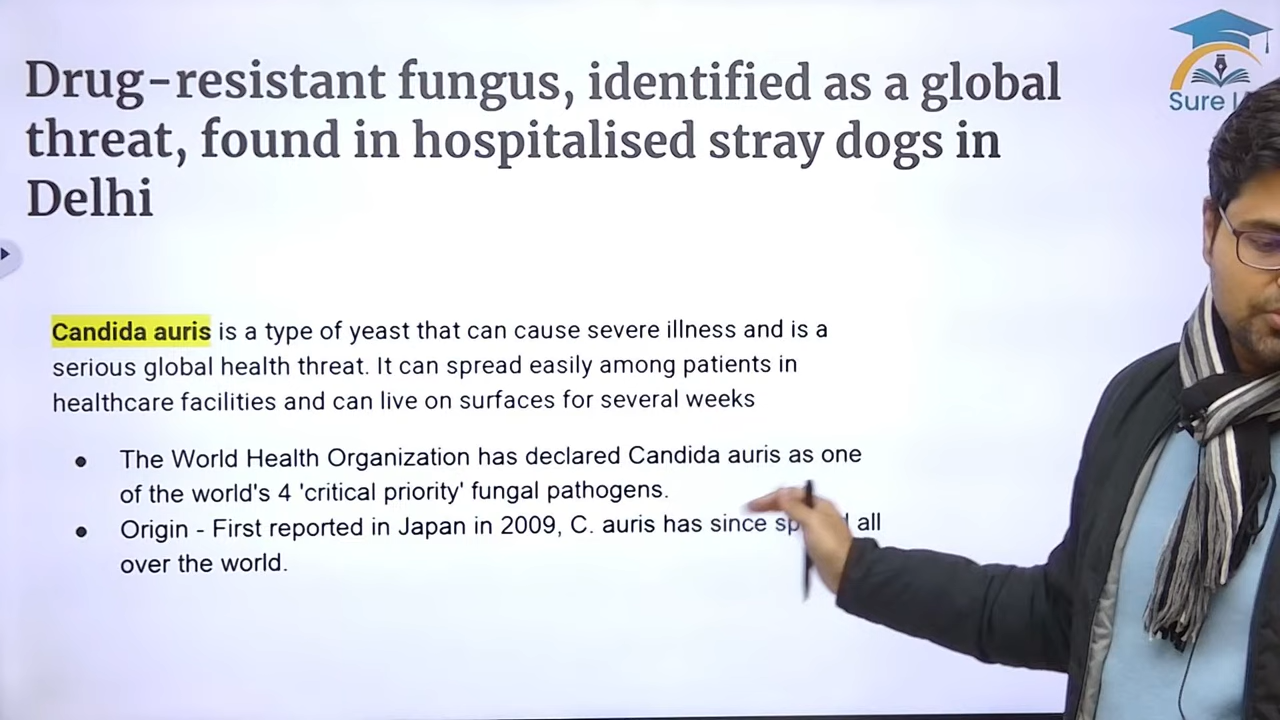 Drug-resistant fungus, identified as a global
threat, found in hospitalised stray dogs in
Delhi
Sure
Candida auris is a type of yeast that can cause severe illness and is a
serious global health threat. It can spread easily among patients in
healthcare facilities and can live on surfaces for several weeks
● The World Health Organization has declared Candida auris as one
of the world's 4 'critical priority' fungal pathogens.
● Origin - First reported in Japan in 2009, C. auris has since all
over the world.